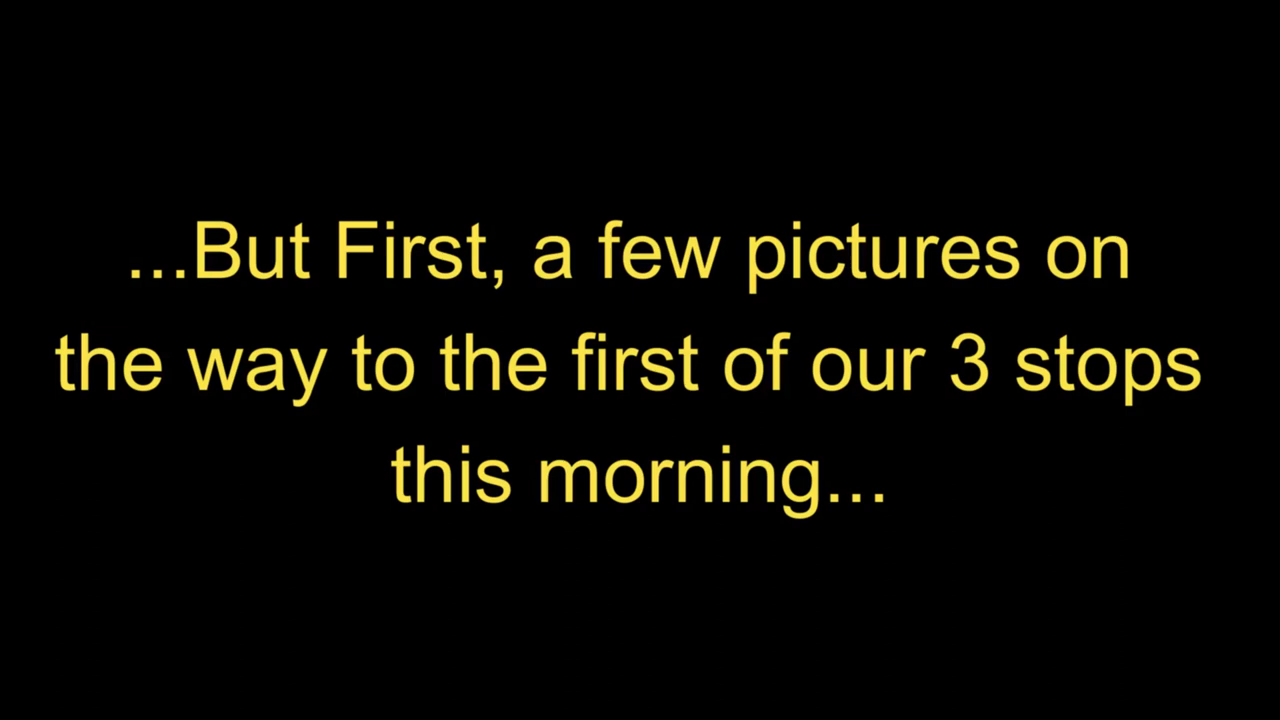 ...But First, a few pictures on
the way to the first of our 3 stops
this morning...